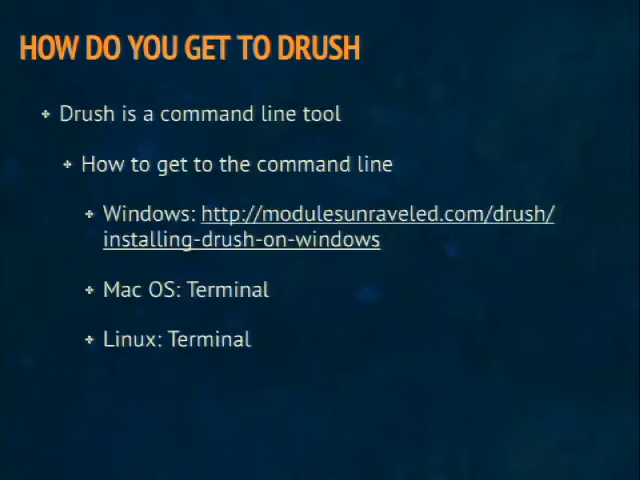 HOW DO YOU GET TO DRUSH
Drush is a command line tool
How to get to the command line
Windows: http://modulesunraveled.com/drush/
installing-drush-on-windows
Mac OS: Terminal
Linux: Terminal